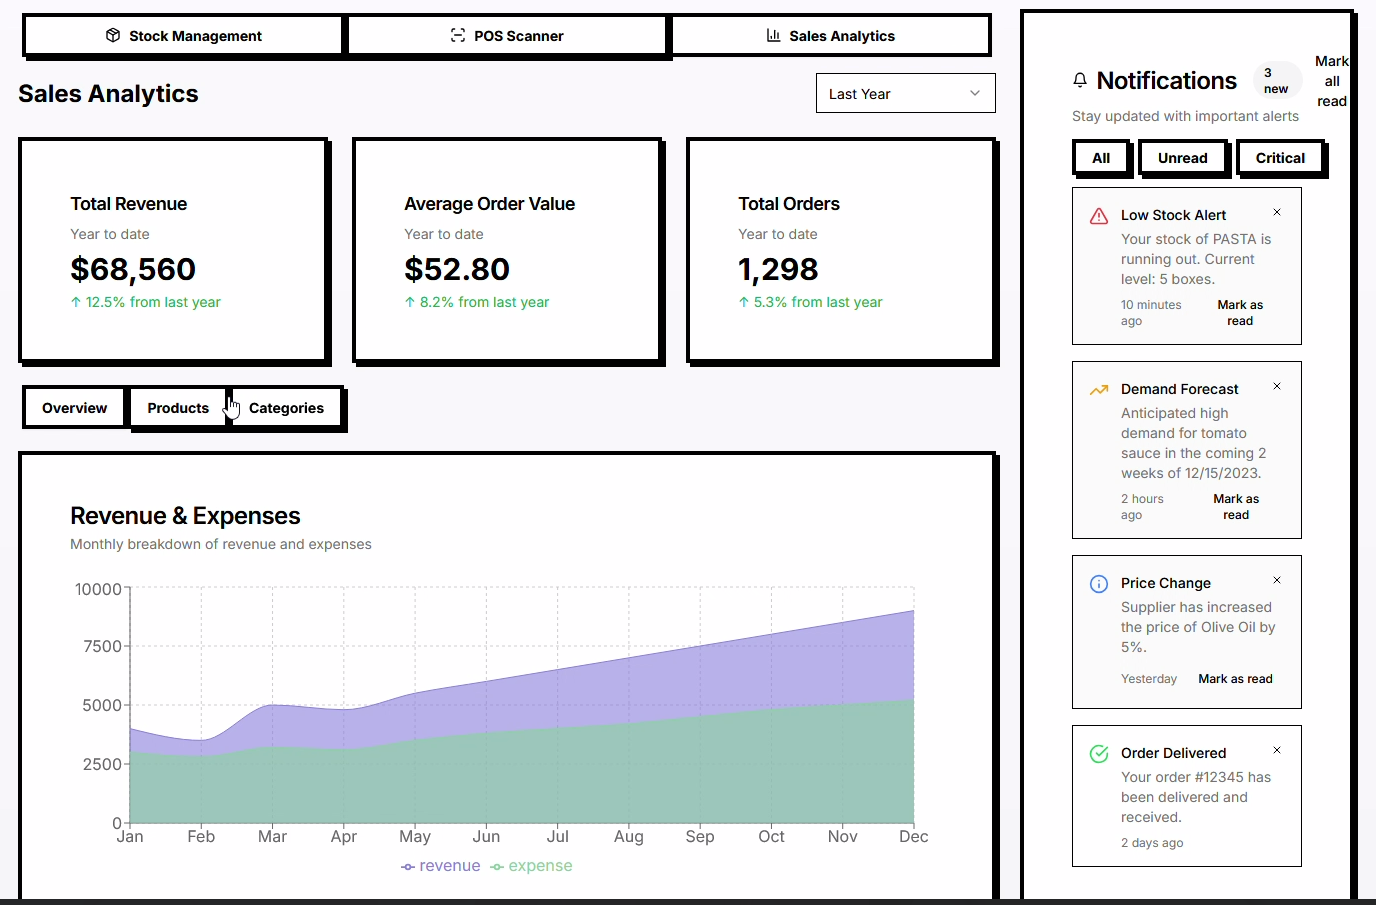 Stock Management
POS Scanner
Sales Analytics
Sales Analytics
Last Year
Total Revenue
Year to date
$68,560
↑ 12.5% from last year
Average Order Value
Year to date
$52.80
↑ 8.2% from last year
Total Orders
Year to date
1,298
↑ 5.3% from last year
Overview
Products
Categories
Revenue & Expenses
Monthly breakdown of revenue and expenses
10000
7500
5000
2500
0
Jan Feb Mar Apr May Jun Jul Aug Sep Oct Nov Dec
revenue expense
Notifications
3
new
Mark
all
read
Stay updated with important alerts
All
Unread
Critical
Low Stock Alert
Your stock of PASTA is
running out. Current
level: 5 boxes.
10 minutes
ago
Mark as
read
Demand Forecast
Anticipated high
demand for tomato
sauce in the coming 2
weeks of 12/15/2023.
2 hours
ago
Mark as
read
Price Change
Supplier has increased
the price of Olive Oil by
5%.
Yesterday
Mark as read
Order Delivered
Your order #12345 has
been delivered and
received.
2 days ago